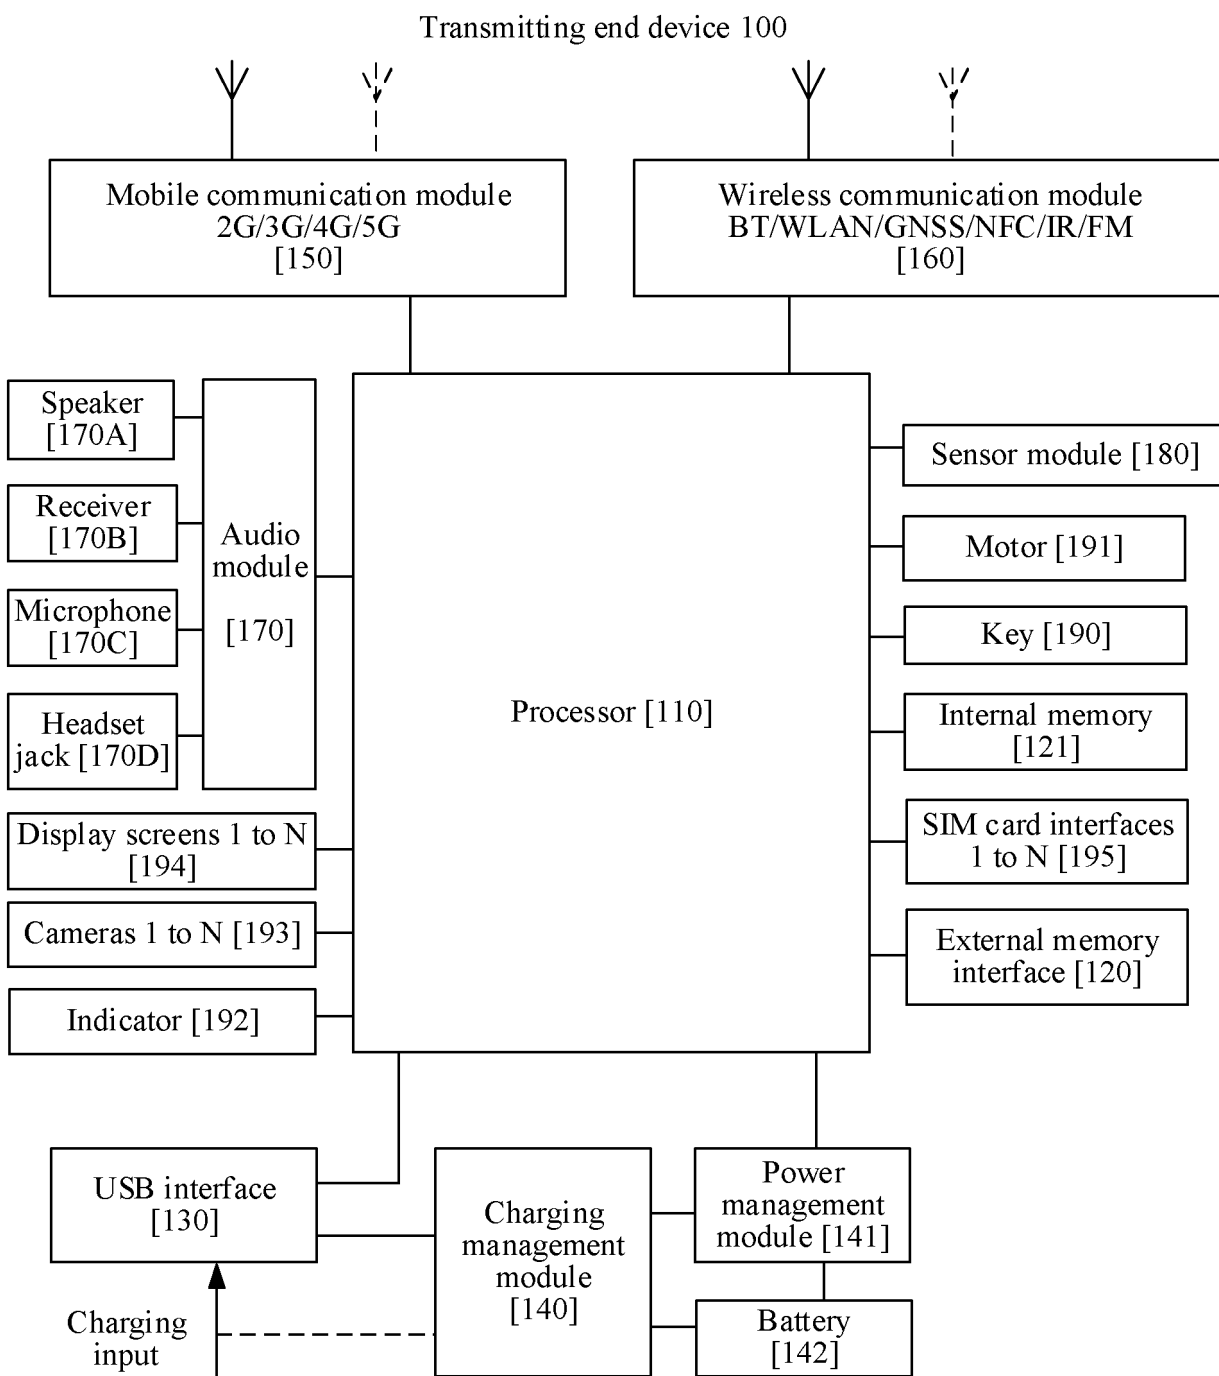 Transmitting end device 100
Mobile communication module
2G/3G/4G/5G
[150]
Wireless communication module
BT/WLAN/GNSS/NFC/IR/FM
[160]
Speaker
[170A]
Receiver
[170B]
Microphone
[170C]
Headset
jack [170D]
Audio
module
[170]
Display screens 1 to N
[194]
Cameras 1 to N [193]
Indicator [192]
Processor [110]
Sensor module [180]
Motor [191]
Key [190]
Internal memory
[121]
SIM card interfaces
1 to N [195]
External memory
interface [120]
USB interface
[130]
Charging
management
module
[140]
Power
management
module [141]
Battery
[142]
Charging
input